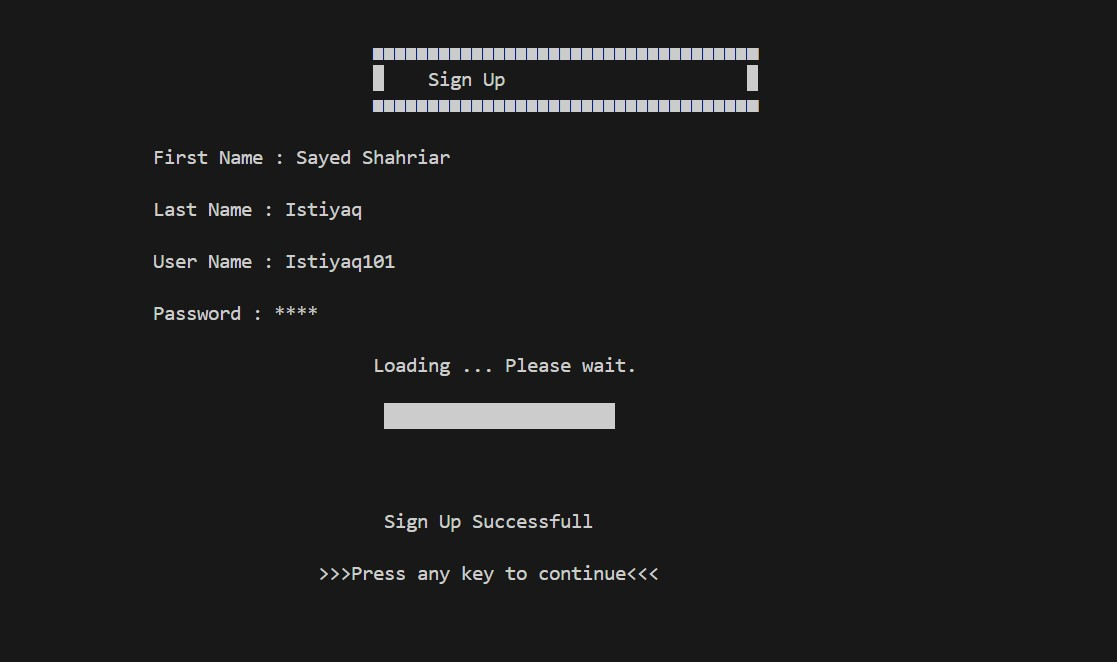 Sign Up
First Name : Sayed Shahriar
Last Name : Istiyaq
User Name : Istiyaq101
Password : ****
Loading ... Please wait.
Sign Up Successfull
>>>Press any key to continue<<<